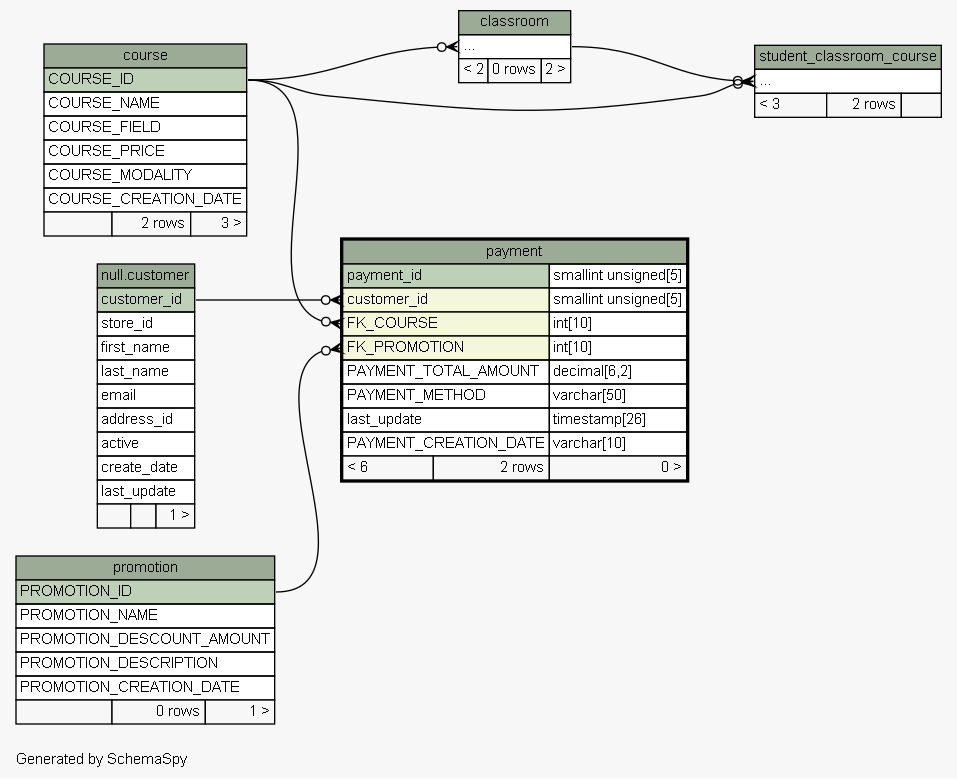 classroom
...
< 2 0 rows 2 >
course
COURSE_ID
COURSE_NAME
COURSE_FIELD
COURSE_PRICE
COURSE_MODALITY
COURSE_CREATION_DATE
2 rows 3 >
student_classroom_course
...
< 3 2 rows
payment
payment_id smallint unsigned[5]
customer_id smallint unsigned[5]
FK_COURSE int[10]
FK_PROMOTION int[10]
PAYMENT_TOTAL_AMOUNT decimal[6,2]
PAYMENT_METHOD varchar[50]
last_update timestamp[26]
PAYMENT_CREATION_DATE varchar[10]
< 6 2 rows 0 >
null.customer
customer_id
store_id
first_name
last_name
email
address_id
active
create_date
last_update
1 >
promotion
PROMOTION_ID
PROMOTION_NAME
PROMOTION_DESCOUNT_AMOUNT
PROMOTION_DESCRIPTION
PROMOTION_CREATION_DATE
0 rows 1 >
Generated by SchemaSpy